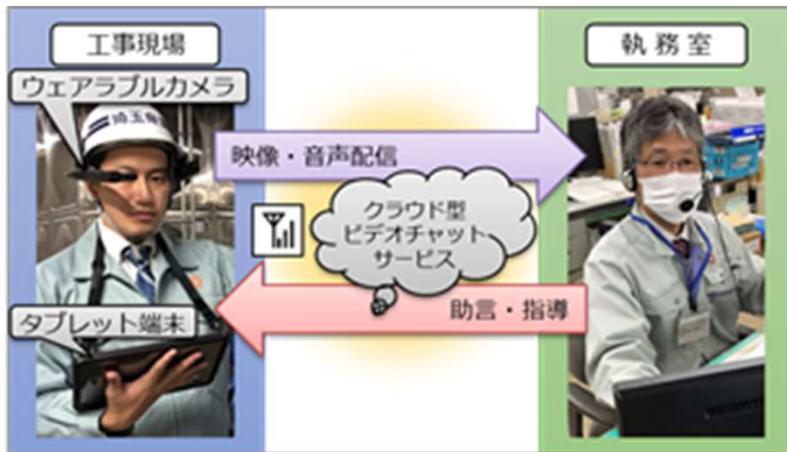 工事現場
執務室
ウェアラブルカメラ
映像・音声配信
クラウド型
ビデオチャット
サービス
助言・指導
タブレット端末